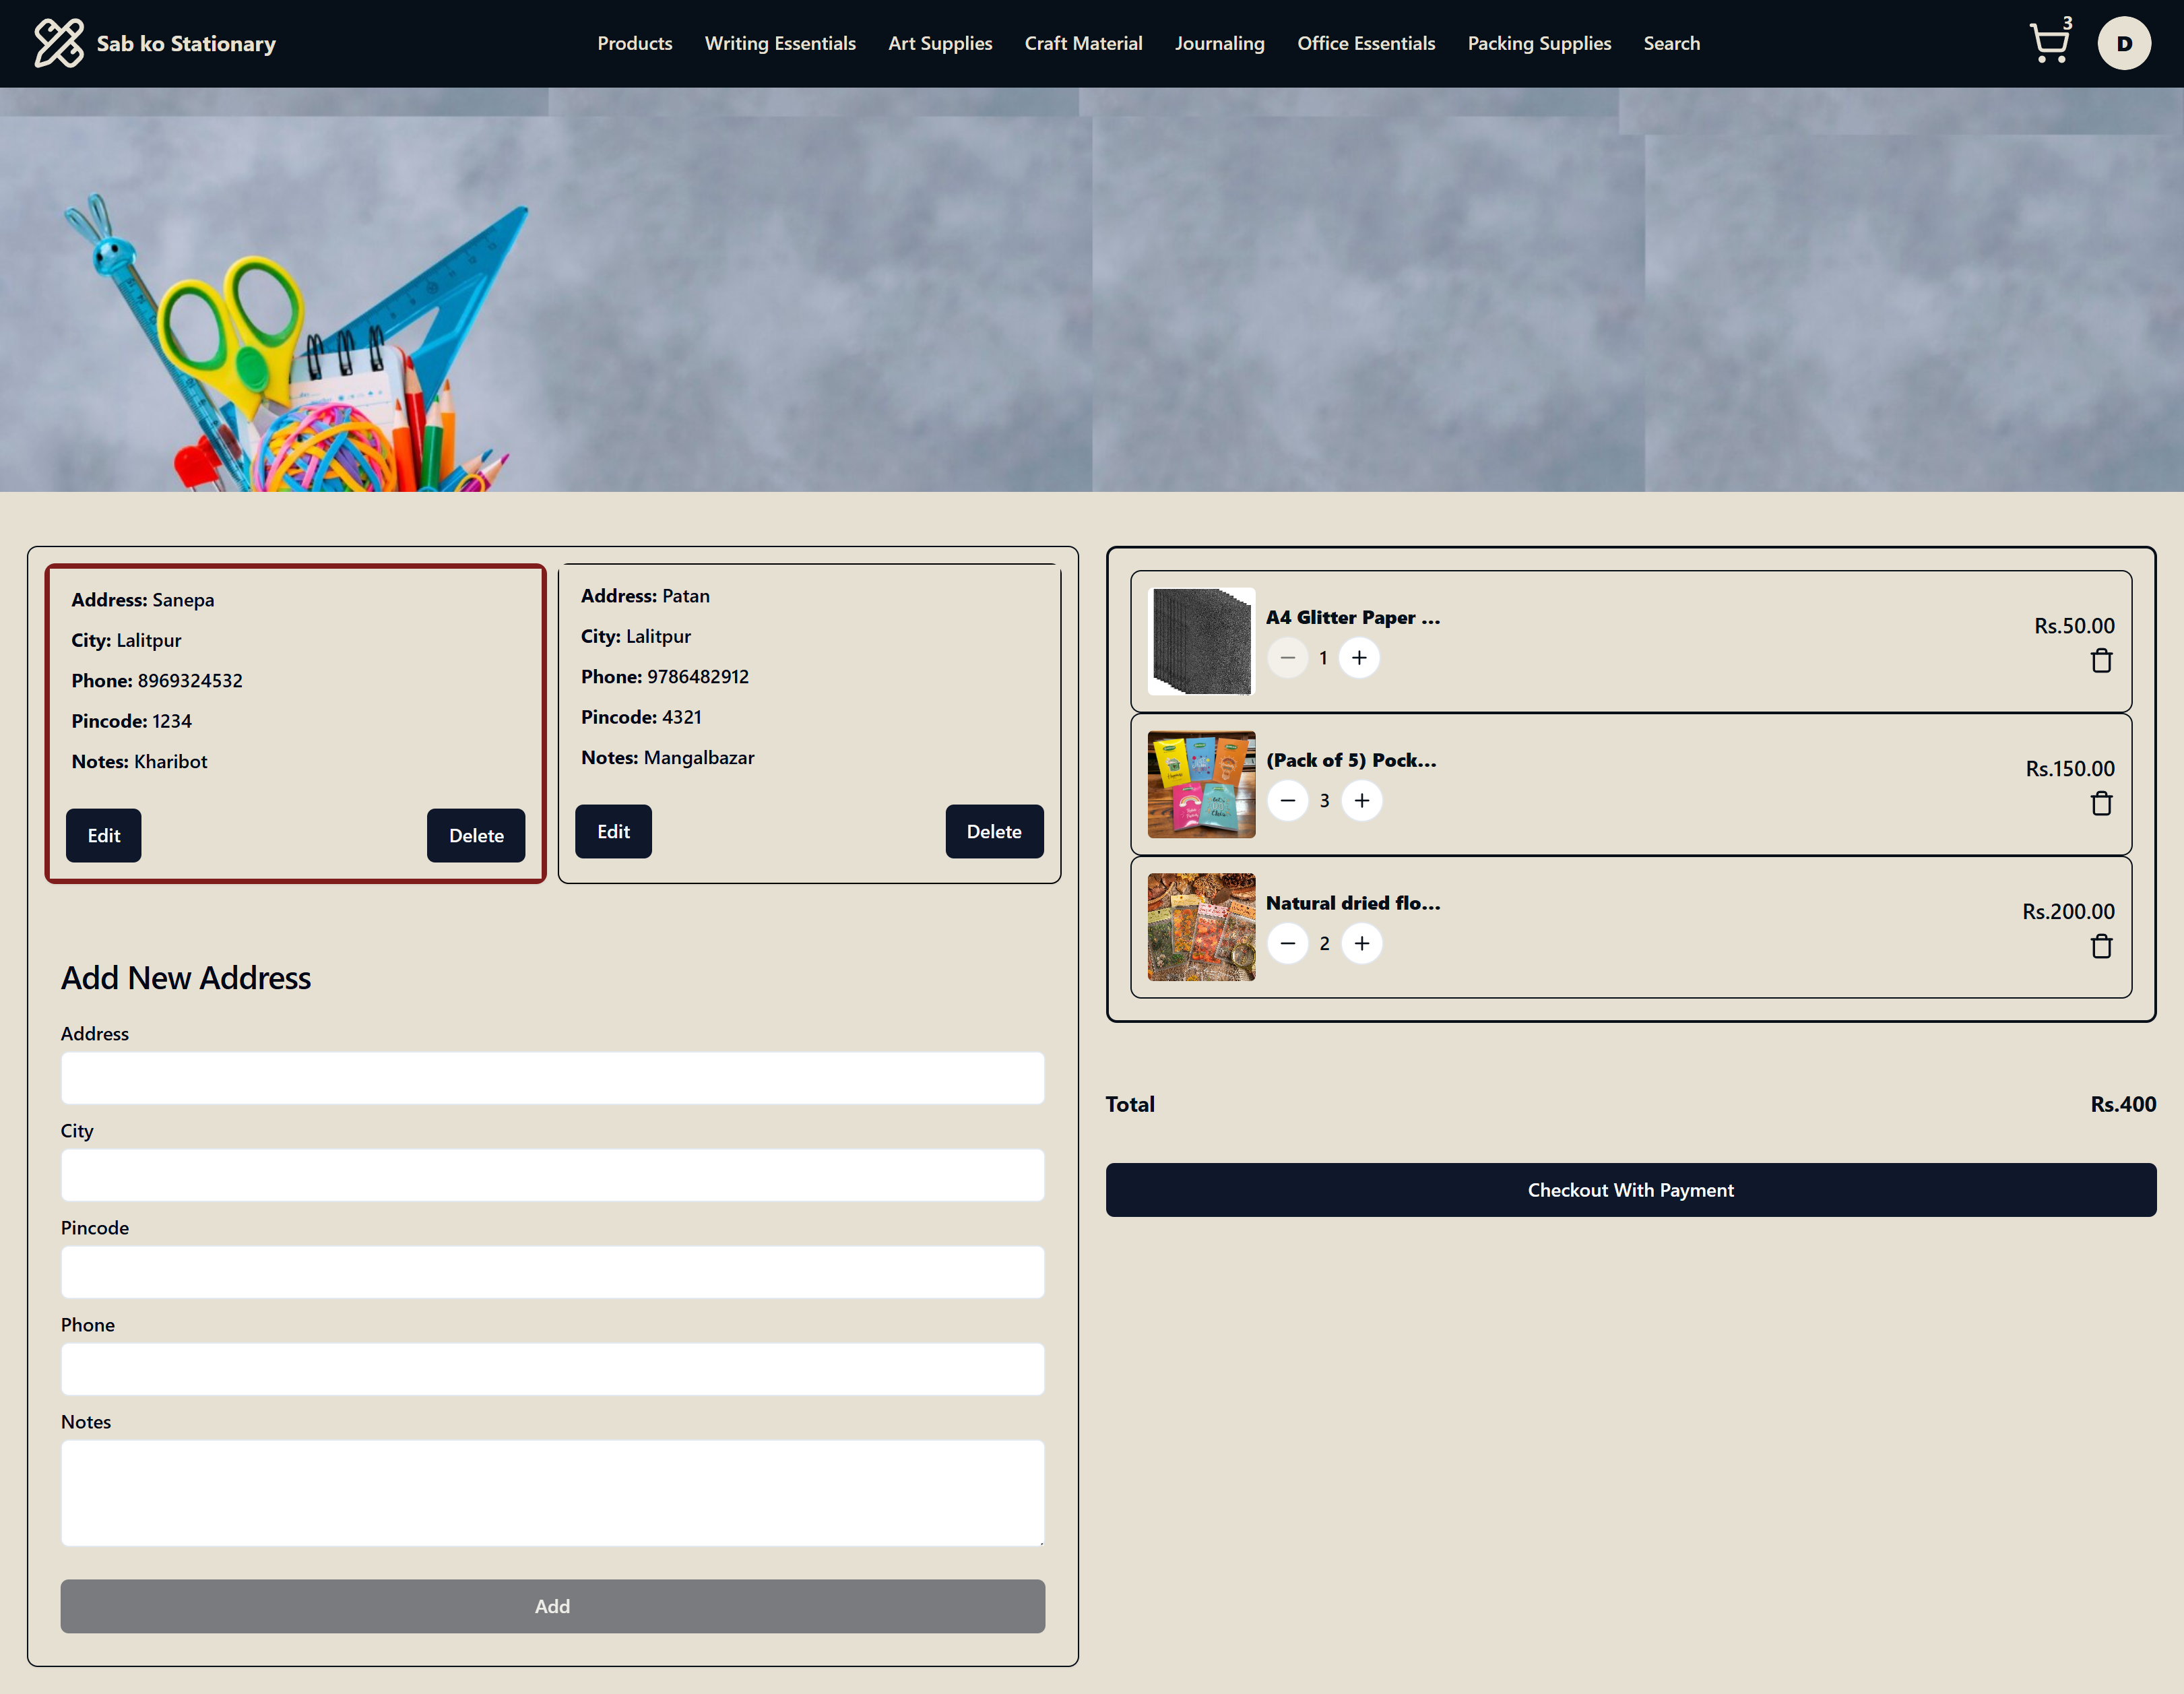 Sab ko Stationary
Products Writing Essentials Art Supplies Craft Material Journaling Office Essentials Packing Supplies Search
3
D
Address: Sanepa
City: Lalitpur
Phone: 8969324532
Pincode: 1234
Notes: Kharibot
Edit Delete
Address: Patan
City: Lalitpur
Phone: 9786482912
Pincode: 4321
Notes: Mangalbazar
Edit Delete
Add New Address
Address
City
Pincode
Phone
Notes
Add
A4 Glitter Paper ...
1
Rs.50.00
(Pack of 5) Pock...
3
Rs.150.00
Natural dried flo...
2
Rs.200.00
Total Rs.400
Checkout With Payment